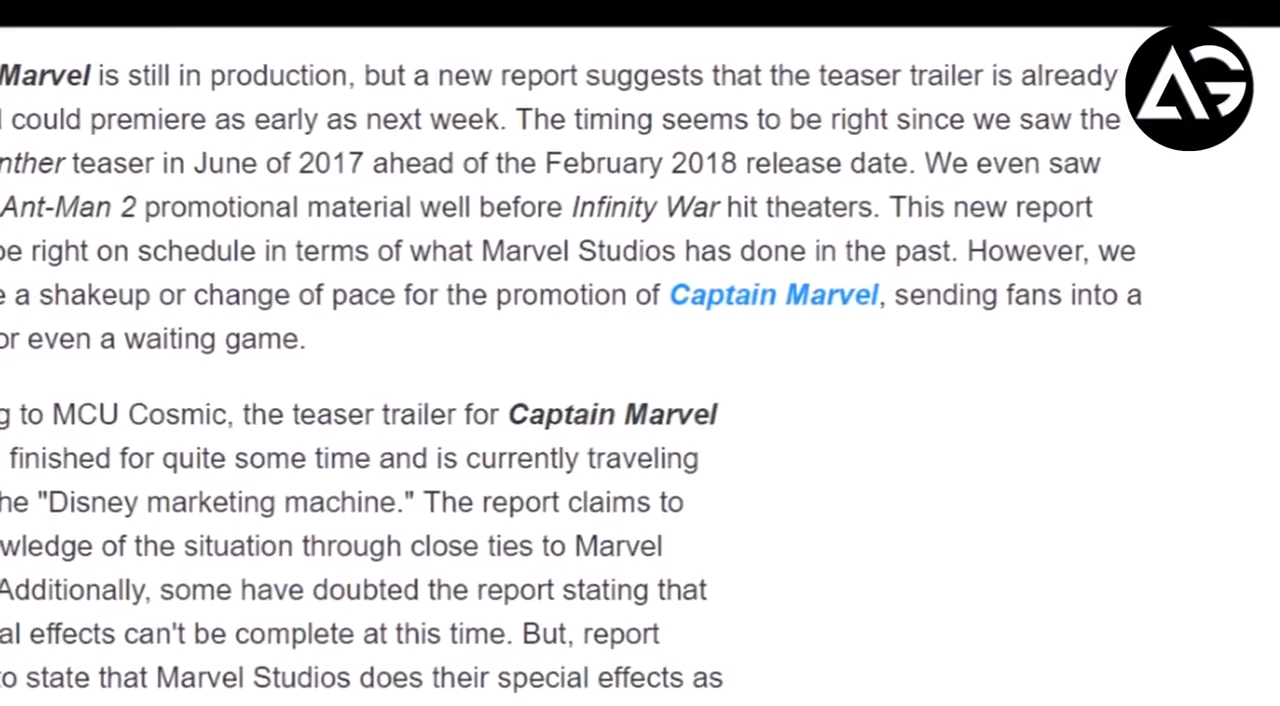 Marvel is still in production, but a new report suggests that the teaser trailer is already
could premiere as early as next week. The timing seems to be right since we saw the
nther teaser in June of 2017 ahead of the February 2018 release date. We even saw
Ant-Man 2 promotional material well before Infinity War hit theaters. This new report
be right on schedule in terms of what Marvel Studios has done in the past. However, we
e a shakeup or change of pace for the promotion of Captain Marvel, sending fans into a
or even a waiting game.
g to MCU Cosmic, the teaser trailer for Captain Marvel
finished for quite some time and is currently traveling
he "Disney marketing machine." The report claims to
wledge of the situation through close ties to Marvel
Additionally, some have doubted the report stating that
al effects can't be complete at this time. But, report
to state that Marvel Studios does their special effects as
AG